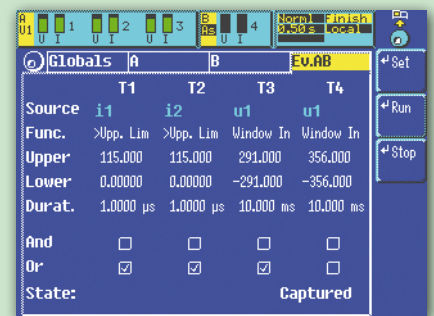 A U1 1 2 3 B As 4 Norm Finish
U I U I U I U I 0.50s Local
Globals A B Ev.AB
Set
T1 T2 T3 T4
Source i1 i2 u1 u1
Run
Func. >Upp. Lim >Upp. Lim Window In Window In
Upper 115.000 115.000 291.000 356.000
Stop
Lower 0.00000 0.00000 -291.000 -356.000
Durat. 1.0000 µs 1.0000 µs 10.000 ms 10.000 ms
And
Or
State: Captured